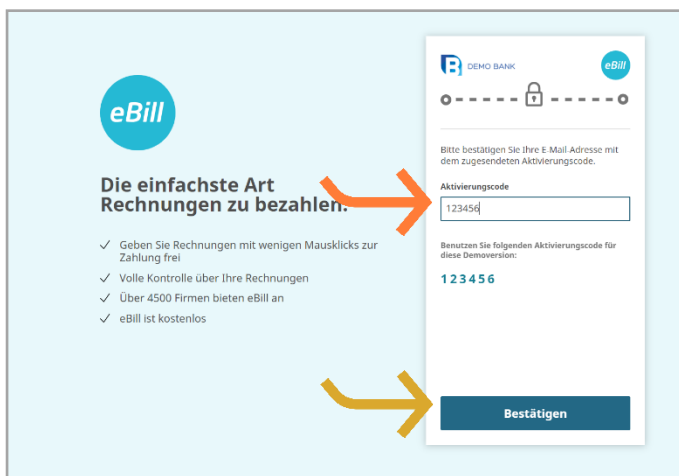 eBill
Die einfachste Art
Rechnungen zu bezahlen.
Geben Sie Rechnungen mit wenigen Mausklicks zur
Zahlung frei
Volle Kontrolle über Ihre Rechnungen
Über 4500 Firmen bieten eBill an
eBill ist kostenlos
DEMO BANK
eBill
Bitte bestätigen Sie Ihre E-Mail-Adresse mit
dem zugesendeten Aktivierungscode.
Aktivierungscode
123456
Benutzen Sie folgenden Aktivierungscode für
diese Demoversion:
123456
Bestätigen